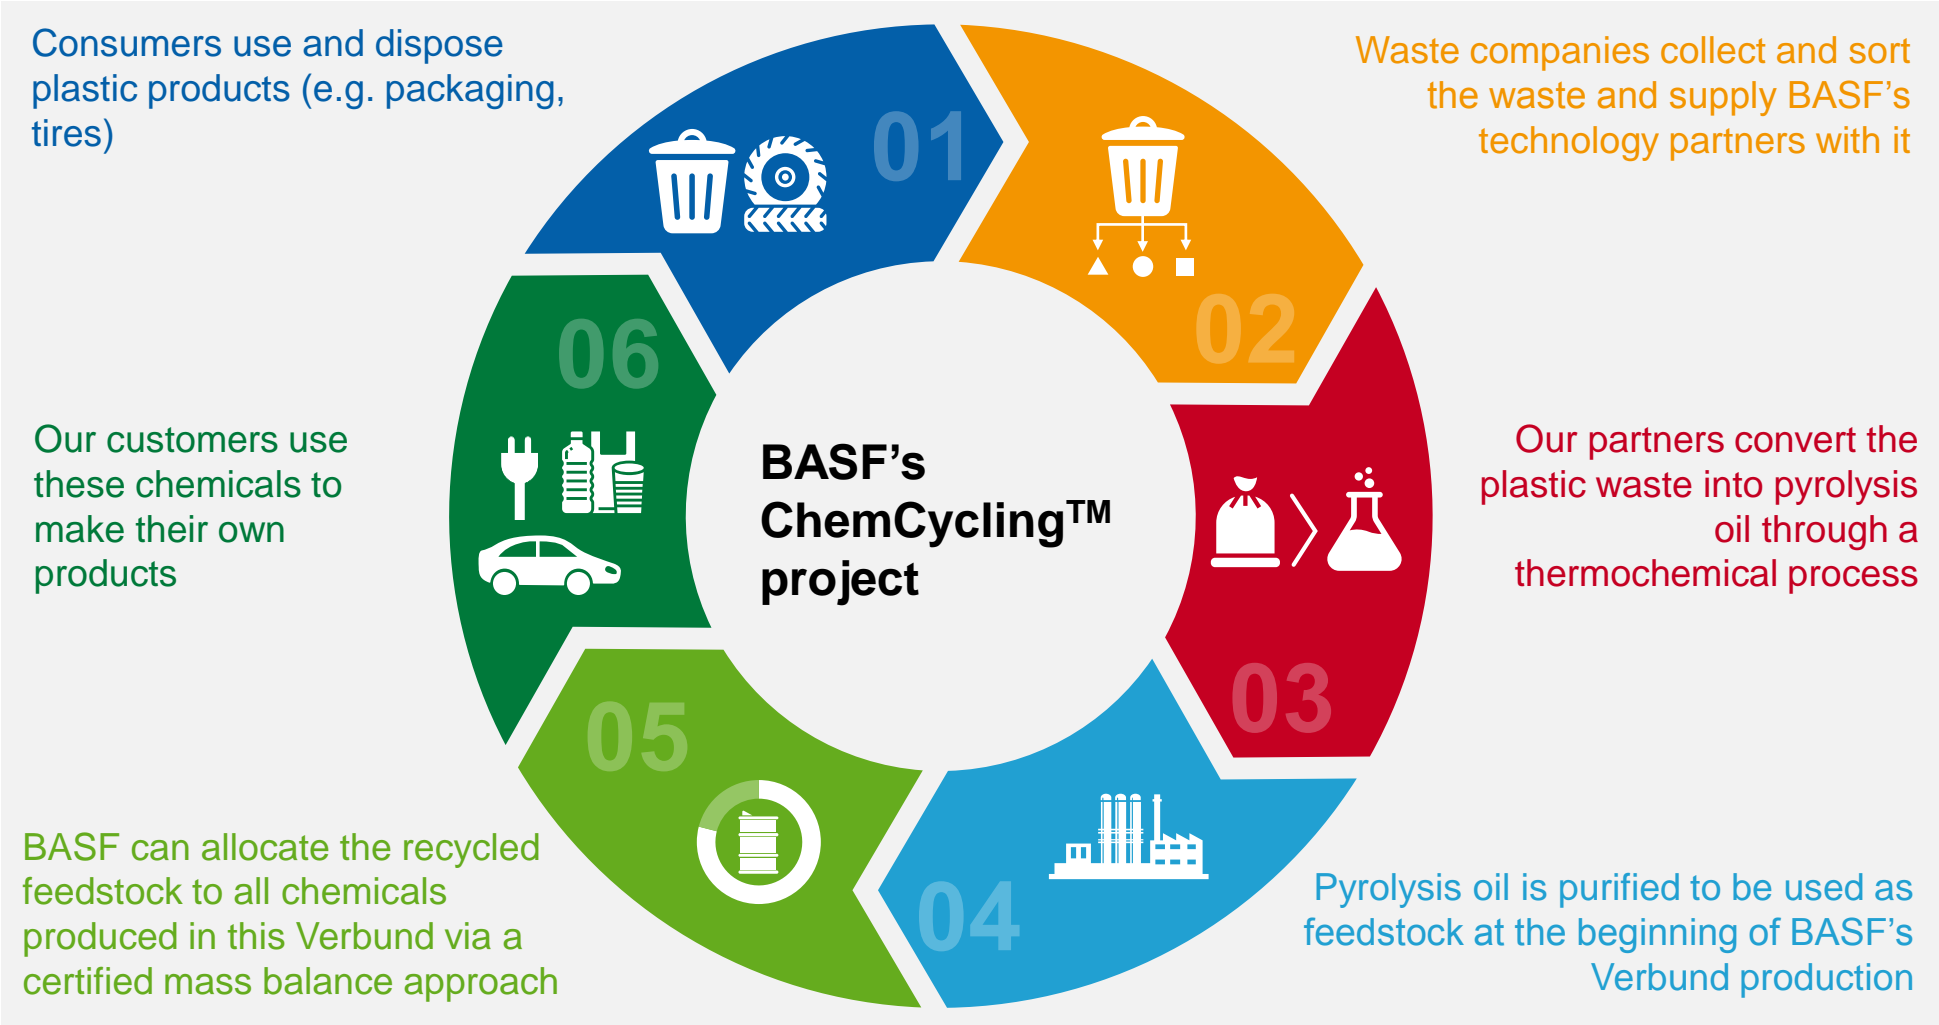 Consumers use and dispose
plastic products (e.g. packaging,
tires)
01
Waste companies collect and sort
the waste and supply BASF’s
technology partners with it
02
Our partners convert the
plastic waste into pyrolysis
oil through a
thermochemical process
03
Pyrolysis oil is purified to be used as
feedstock at the beginning of BASF’s
Verbund production
04
BASF can allocate the recycled
feedstock to all chemicals
produced in this Verbund via a
certified mass balance approach
05
Our customers use
these chemicals to
make their own
products
06
BASF’s
ChemCycling™
project